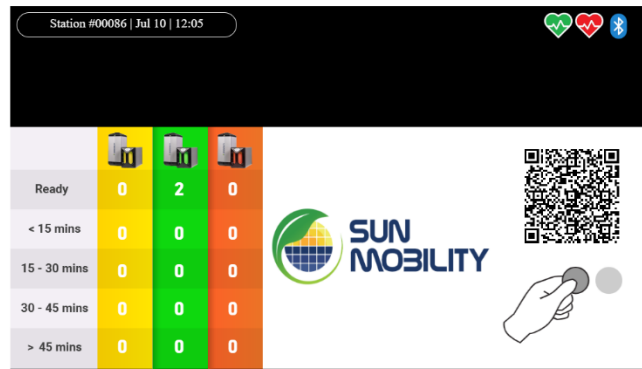 Station #00086 | Jul 10 | 12:05
Ready 0 2 0
< 15 mins 0 0 0
15 - 30 mins 0 0 0
30 - 45 mins 0 0 0
> 45 mins 0 0 0
SUN
MOBILITY